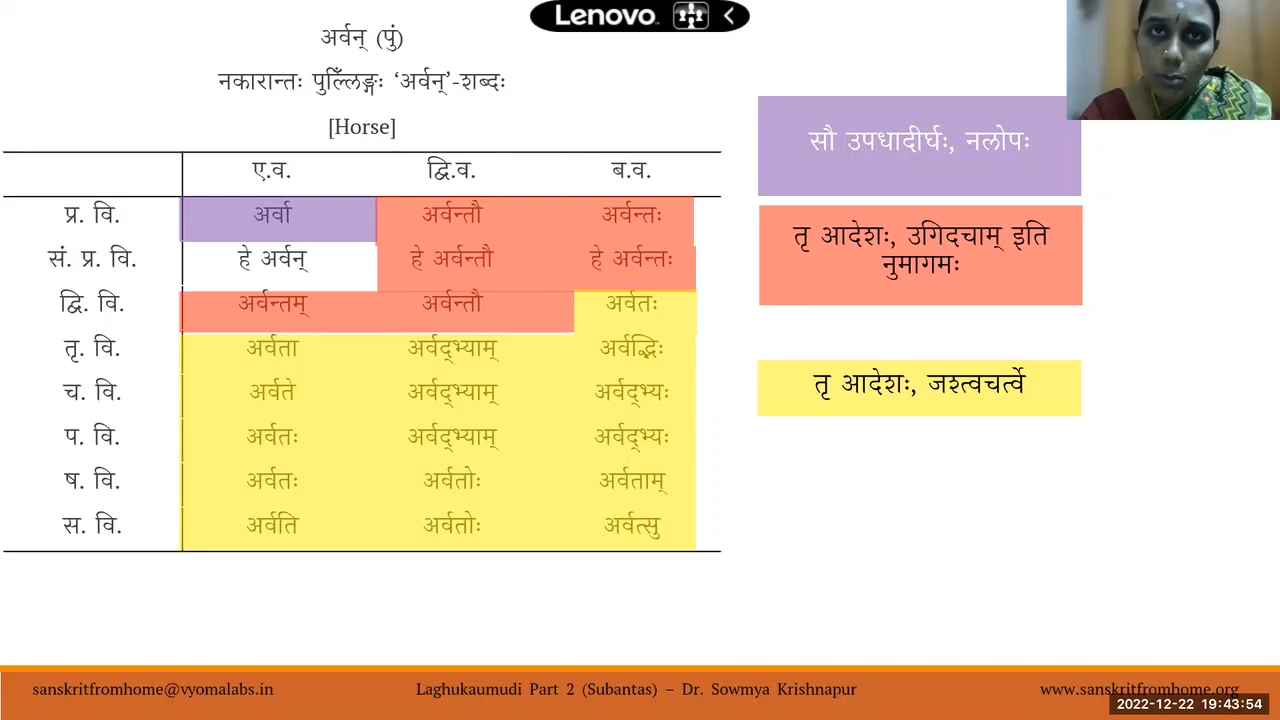 Lenovo
अर्वन् (पुं)
नकारान्तः पुल्लिँङ्गः ‘अर्वन्’-शब्दः
[Horse]
ए.व. द्वि.व. ब.व.
प्र. वि. अर्वा अर्वन्तौ अर्वन्तः
सं. प्र. वि. हे अर्वन् हे अर्वन्तौ हे अर्वन्तः
द्वि. वि. अर्वन्तम् अर्वन्तौ अर्वतः
तृ. वि. अर्वता अर्वद्भ्याम् अर्वद्भिः
च. वि. अर्वते अर्वद्भ्याम् अर्वद्भ्यः
प. वि. अर्वतः अर्वद्भ्याम् अर्वद्भ्यः
ष. वि. अर्वतः अर्वतोः अर्वताम्
स. वि. अर्वति अर्वतोः अर्वत्सु
सौ उपधादीर्घः, नलोपः
तृ आदेशः, उगिदचाम् इति
नुमागमः
तृ आदेशः, जश्त्वचर्त्वे
sanskritfromhome@vyomalabs.in Laghukaumudi Part 2 (Subantas) – Dr. Sowmya Krishnapur www.sanskritfromhome.org
2022-12-22 19:43:54